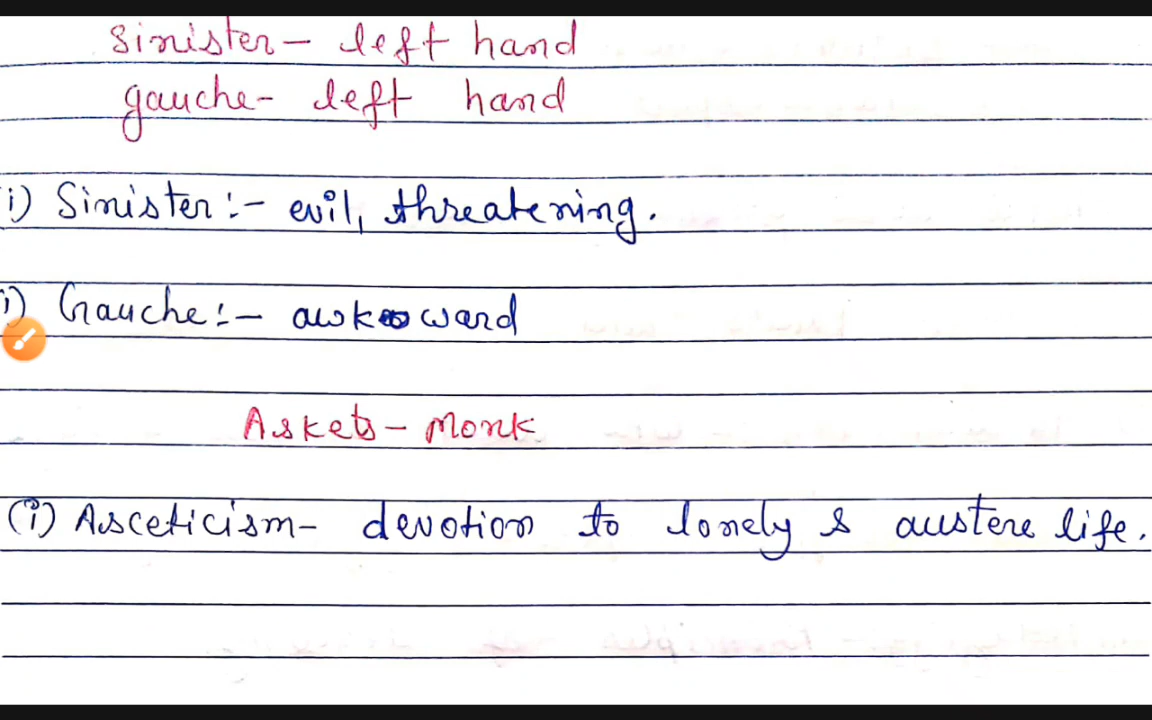 Sinister- left hand
gauche- left hand
i) Sinister:- evil, threatening.
i) Gauche:- awkward
Askets- Monk
(i) Asceticism- devotion to lonely & austere life.